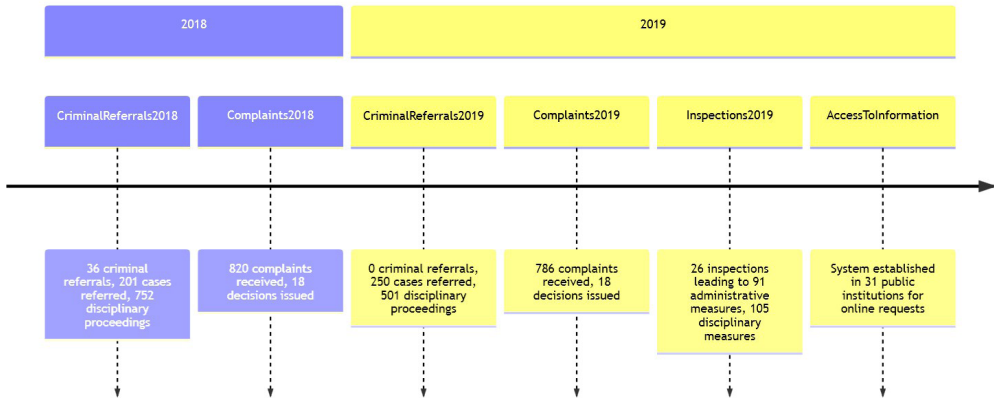 2018
2019
CriminalReferrals2018
Complaints2018
CriminalReferrals2019
Complaints2019
Inspections2019
AccessToInformation
36 criminal
referrals, 201 cases
referred, 752
disciplinary
proceedings
820 complaints
received, 18
decisions issued
0 criminal referrals,
250 cases referred,
501 disciplinary
proceedings
786 complaints
received, 18
decisions issued
26 inspections
leading to 91
administrative
measures, 105
disciplinary
measures
System established
in 31 public
institutions for
online requests